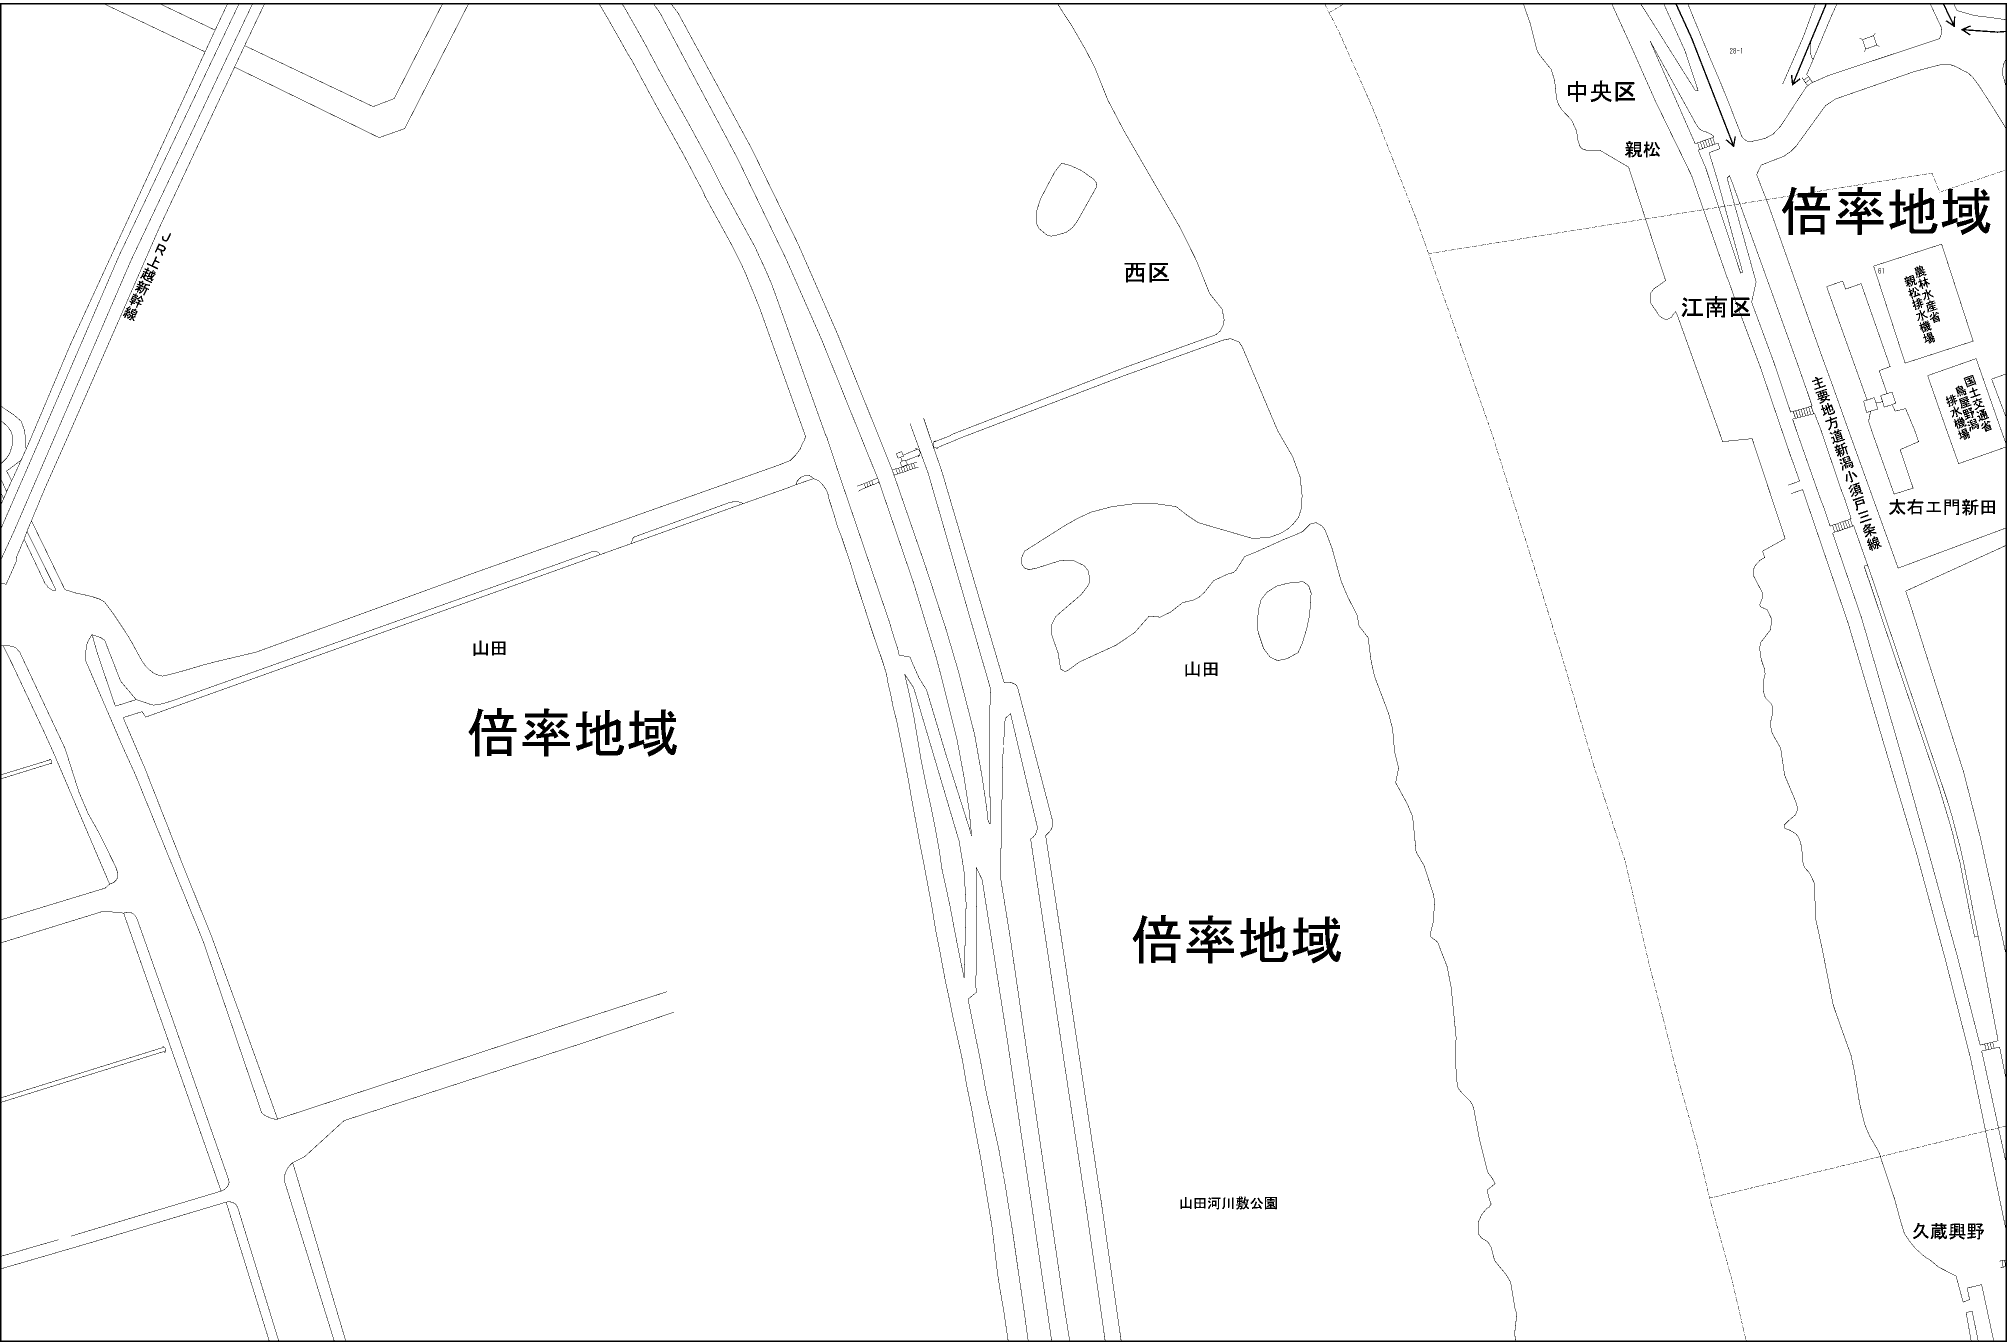 28-1
中央区
親松
倍率地域
JR上越新幹線
西区
61
農林水産省
親松排水機場
江南区
国土交通省
鳥屋野潟
排水機場
主要地方道新潟小須戸三条線
太右エ門新田
山田
山田
倍率地域
倍率地域
山田河川敷公園
久蔵興野